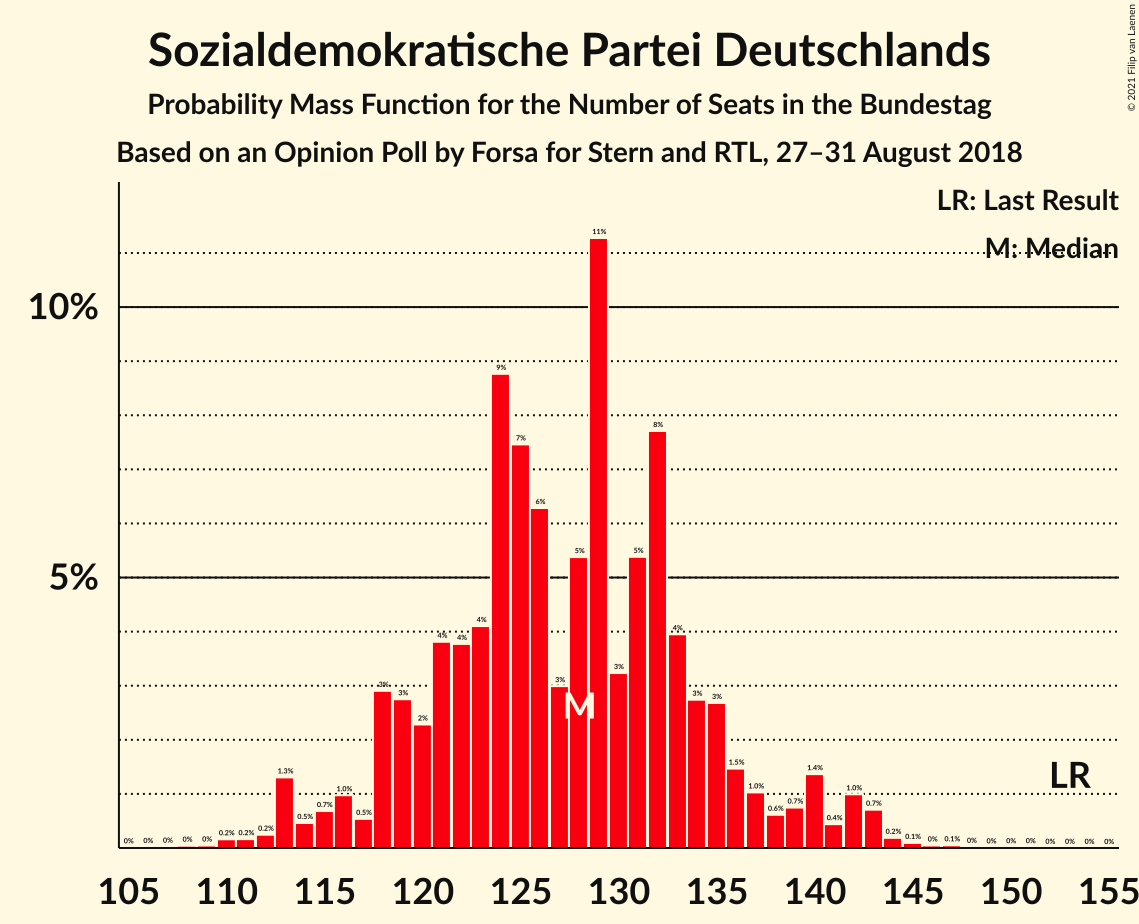 Sozialdemokratische Partei Deutschlands
Probability Mass Function for the Number of Seats in the Bundestag
Based on an Opinion Poll by Forsa for Stern and RTL, 27–31 August 2018
© 2021 Filip van Laenen
LR: Last Result
M: Median
10%
5%
0% 0% 0% 0% 0% 0.2% 0.2% 0.2% 1.3% 0.5% 0.7% 1.0% 0.5% 3% 3% 2% 4% 4% 4% 9% 7% 6% 3% 5% 11% 3% 5% 8% 4% 3% 3% 1.5% 1.0% 0.6% 0.7% 1.4% 0.4% 1.0% 0.7% 0.2% 0.1% 0% 0.1% 0% 0% 0% 0% 0% 0% 0% 0%
M
LR
105 110 115 120 125 130 135 140 145 150 155